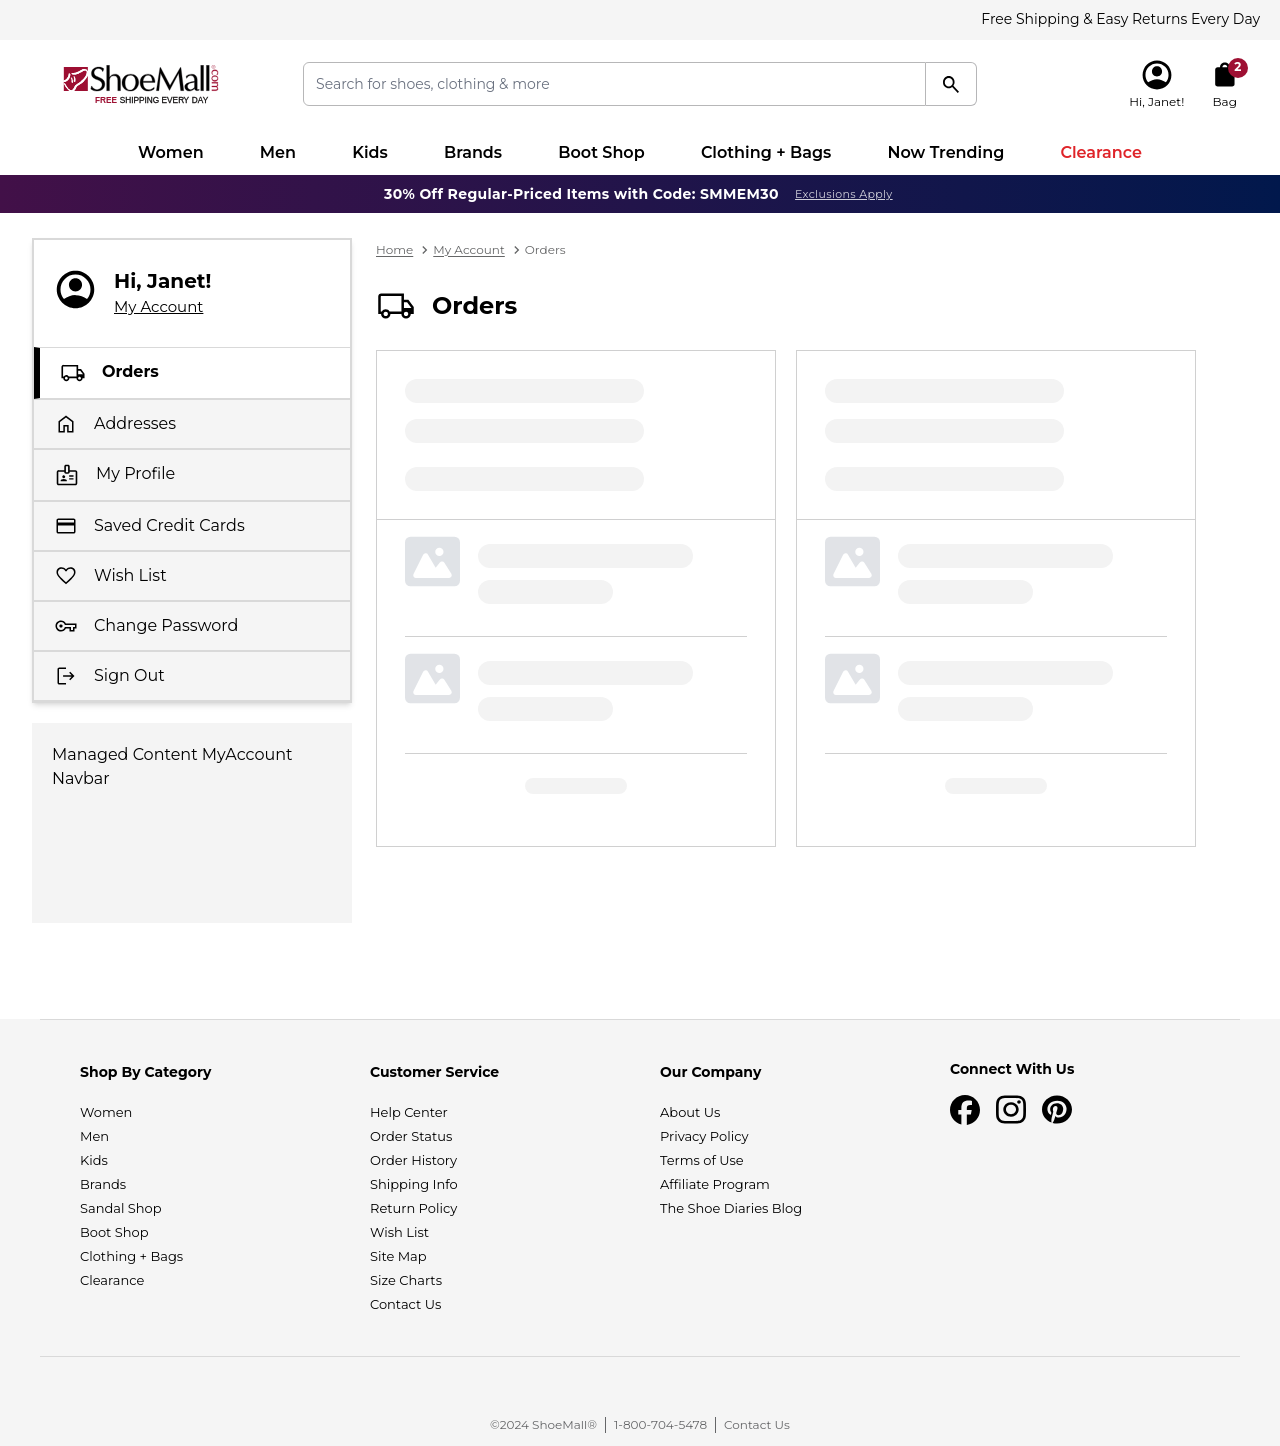 Free Shipping & Easy Returns Every Day
ShoeMall®.com
FREE SHIPPING EVERY DAY
Search for shoes, clothing & more
Hi, Janet!
2
Bag
Women Men Kids Brands Boot Shop Clothing + Bags Now Trending Clearance
30% Off Regular-Priced Items with Code: SMMEM30 Exclusions Apply
Hi, Janet!
My Account
Orders
Addresses
My Profile
Saved Credit Cards
Wish List
Change Password
Sign Out
Managed Content MyAccount
Navbar
Home > My Account > Orders
Orders
Shop By Category
Women
Men
Kids
Brands
Sandal Shop
Boot Shop
Clothing + Bags
Clearance
Customer Service
Help Center
Order Status
Order History
Shipping Info
Return Policy
Wish List
Site Map
Size Charts
Contact Us
Our Company
About Us
Privacy Policy
Terms of Use
Affiliate Program
The Shoe Diaries Blog
Connect With Us
©2024 ShoeMall® | 1-800-704-5478 | Contact Us